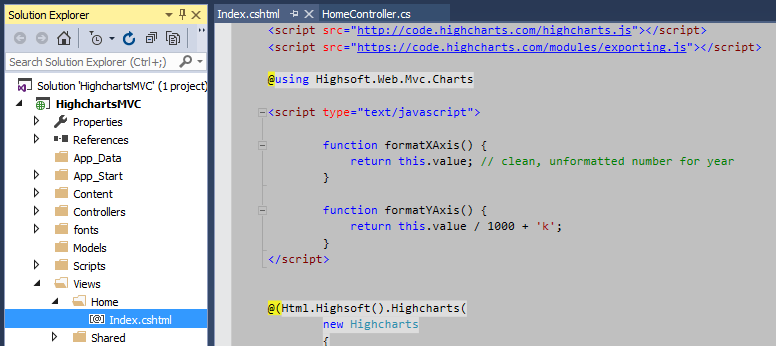 Solution Explorer
Search Solution Explorer (Ctrl+;)
Solution 'HighchartsMVC' (1 project)
HighchartsMVC
Properties
References
App_Data
App_Start
Content
Controllers
fonts
Models
Scripts
Views
Home
[@] Index.cshtml
Shared
Index.cshtml
HomeController.cs
<script src="http://code.highcharts.com/highcharts.js"></script>
<script src="https://code.highcharts.com/modules/exporting.js"></script>
@using Highsoft.Web.Mvc.Charts
<script type="text/javascript">
function formatXAxis() {
return this.value; // clean, unformatted number for year
}
function formatYAxis() {
return this.value / 1000 + 'k';
}
</script>
@(Html.Highsoft().Highcharts(
new Highcharts
{